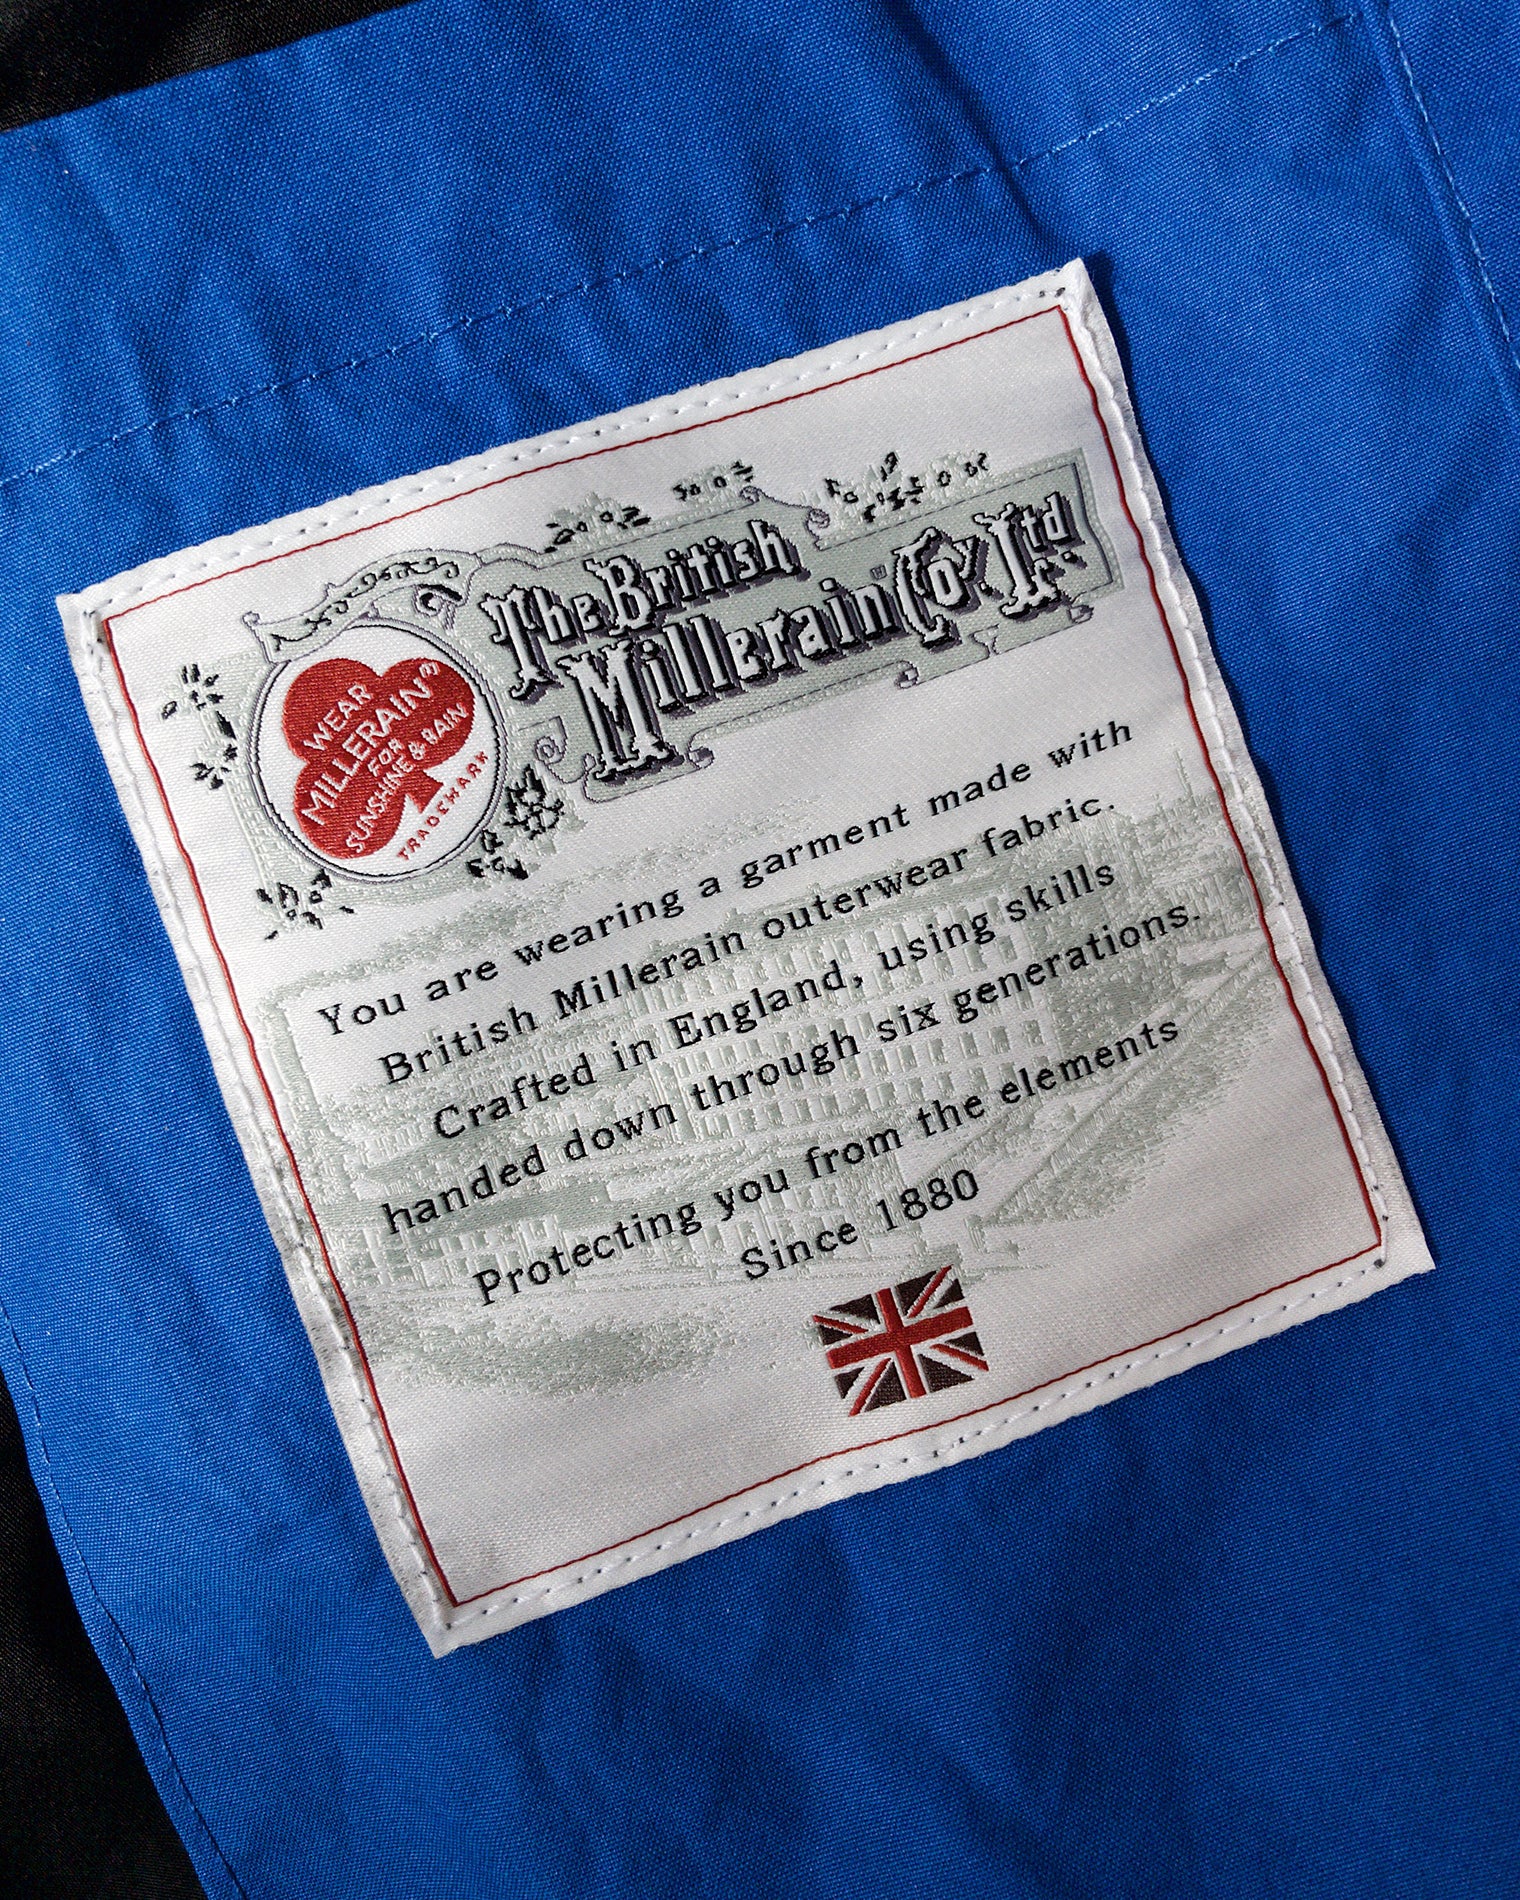 The British
Millerain® Coy. Ltd.
WEAR
MILLERAIN®
FOR
SUNSHINE & RAIN
TRADEMARK
You are wearing a garment made with
British Millerain outerwear fabric.
Crafted in England, using skills
handed down through six generations.
Protecting you from the elements
Since 1880